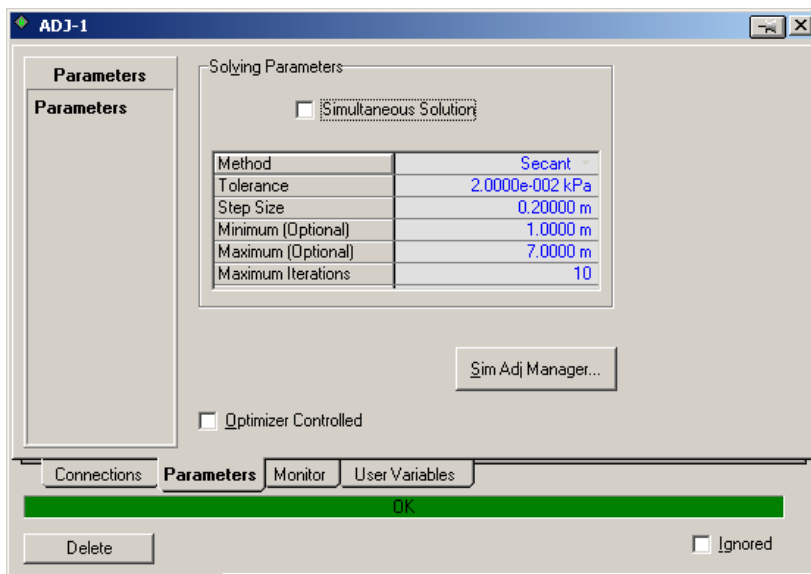 ADJ-1
Parameters
Parameters
Solving Parameters
Simultaneous Solution
Method Secant
Tolerance 2.0000e-002 kPa
Step Size 0.20000 m
Minimum (Optional) 1.0000 m
Maximum (Optional) 7.0000 m
Maximum Iterations 10
Sim Adj Manager...
Optimizer Controlled
Connections Parameters Monitor User Variables
OK
Delete Ignored